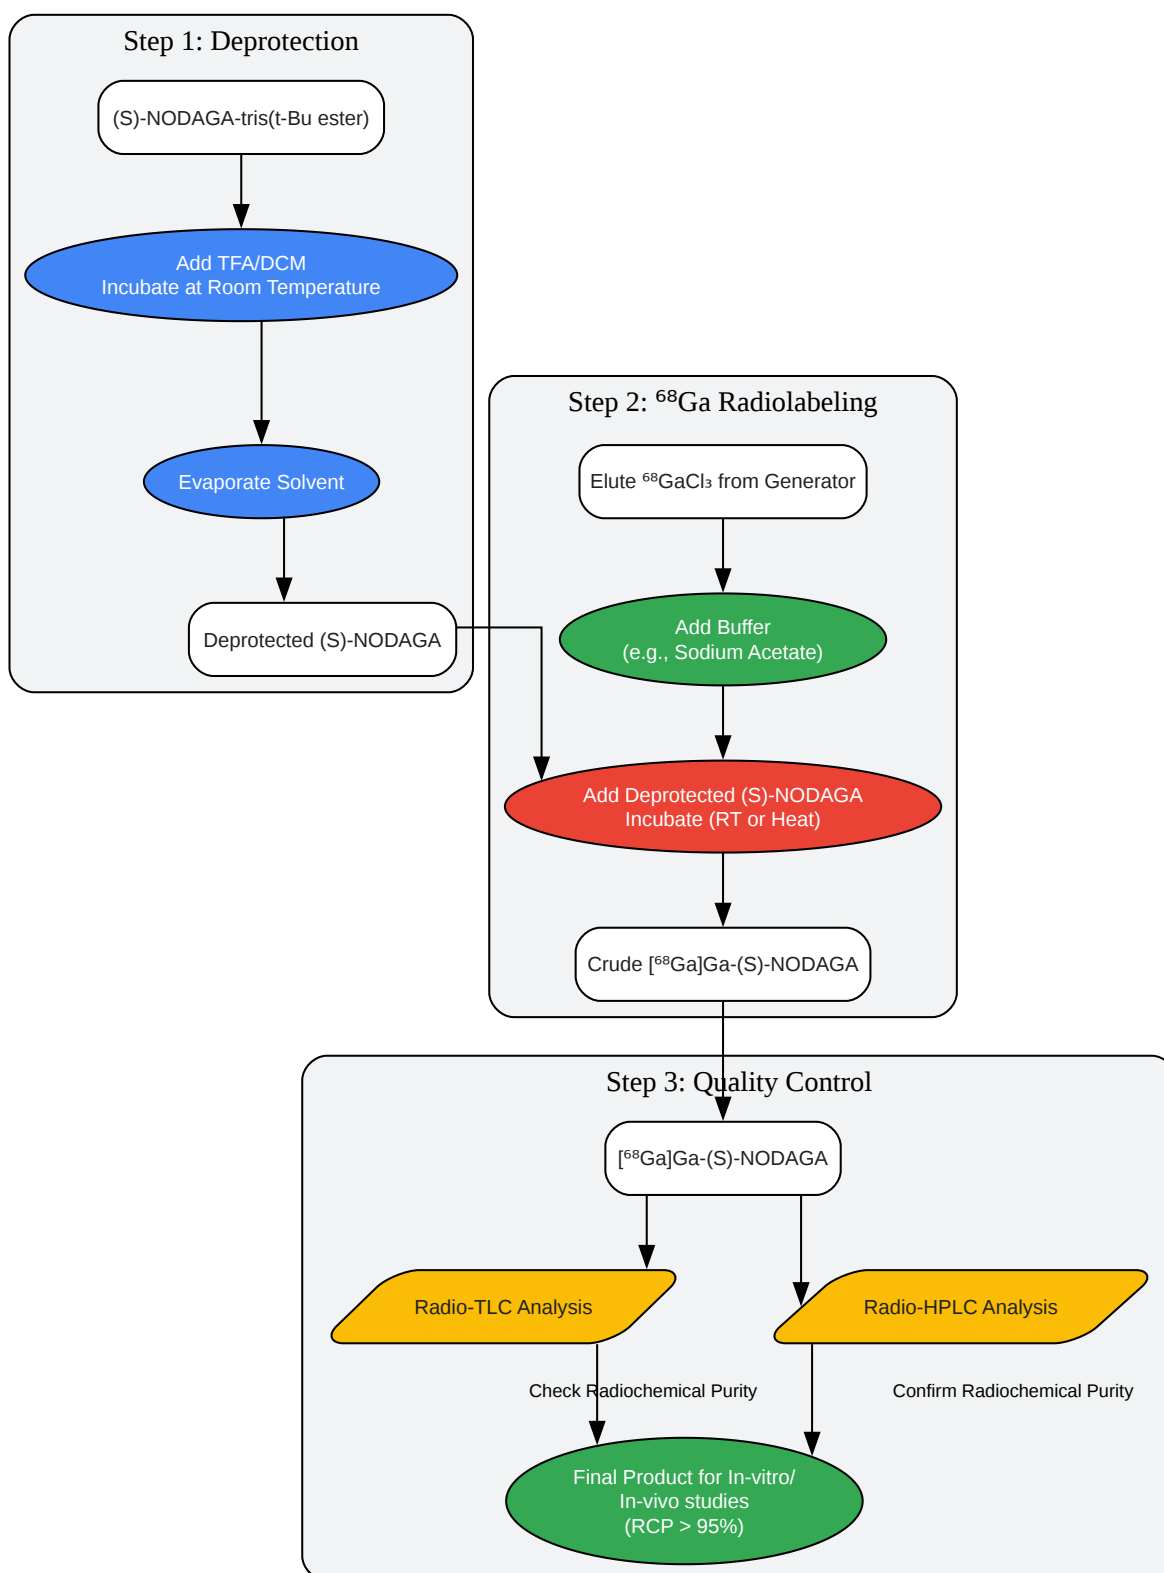 Step 1: Deprotection
(S)-NODAGA-tris(t-Bu ester)
Add TFA/DCM
Incubate at Room Temperature
Evaporate Solvent
Deprotected (S)-NODAGA
Step 2: ⁶⁸Ga Radiolabeling
Elute ⁶⁸GaCl₃ from Generator
Add Buffer
(e.g., Sodium Acetate)
Add Deprotected (S)-NODAGA
Incubate (RT or Heat)
Crude [⁶⁸Ga]Ga-(S)-NODAGA
Step 3: Quality Control
[⁶⁸Ga]Ga-(S)-NODAGA
Radio-TLC Analysis
Radio-HPLC Analysis
Check Radiochemical Purity
Confirm Radiochemical Purity
Final Product for In-vitro/
In-vivo studies
(RCP > 95%)